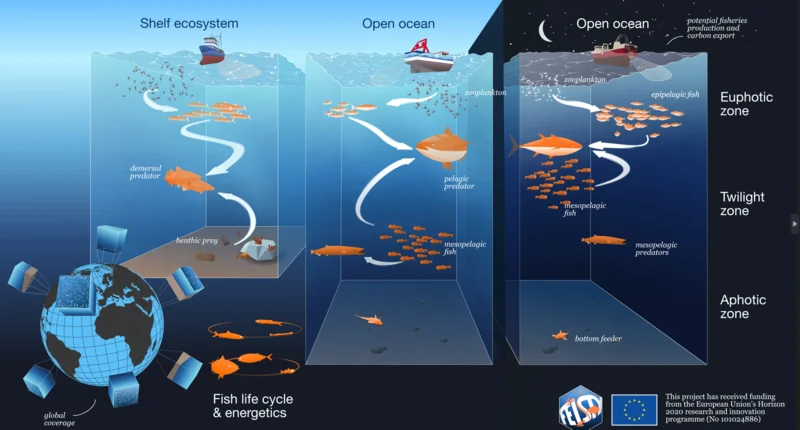 Shelf ecosystem
Open ocean
Open ocean
potential fisheries
production and
carbon export
zooplankton
zooplankton
epipelagic fish
Euphotic
zone
demersal
predator
pelagic
predator
mesopelagic
fish
Twilight
zone
benthic prey
mesopelagic
fish
mesopelagic
predators
Aphotic
zone
bottom feeder
Fish life cycle
& energetics
global
coverage
FEISTY
This project has received funding
from the European Union's Horizon
2020 research and innovation
programme (No 101024886)